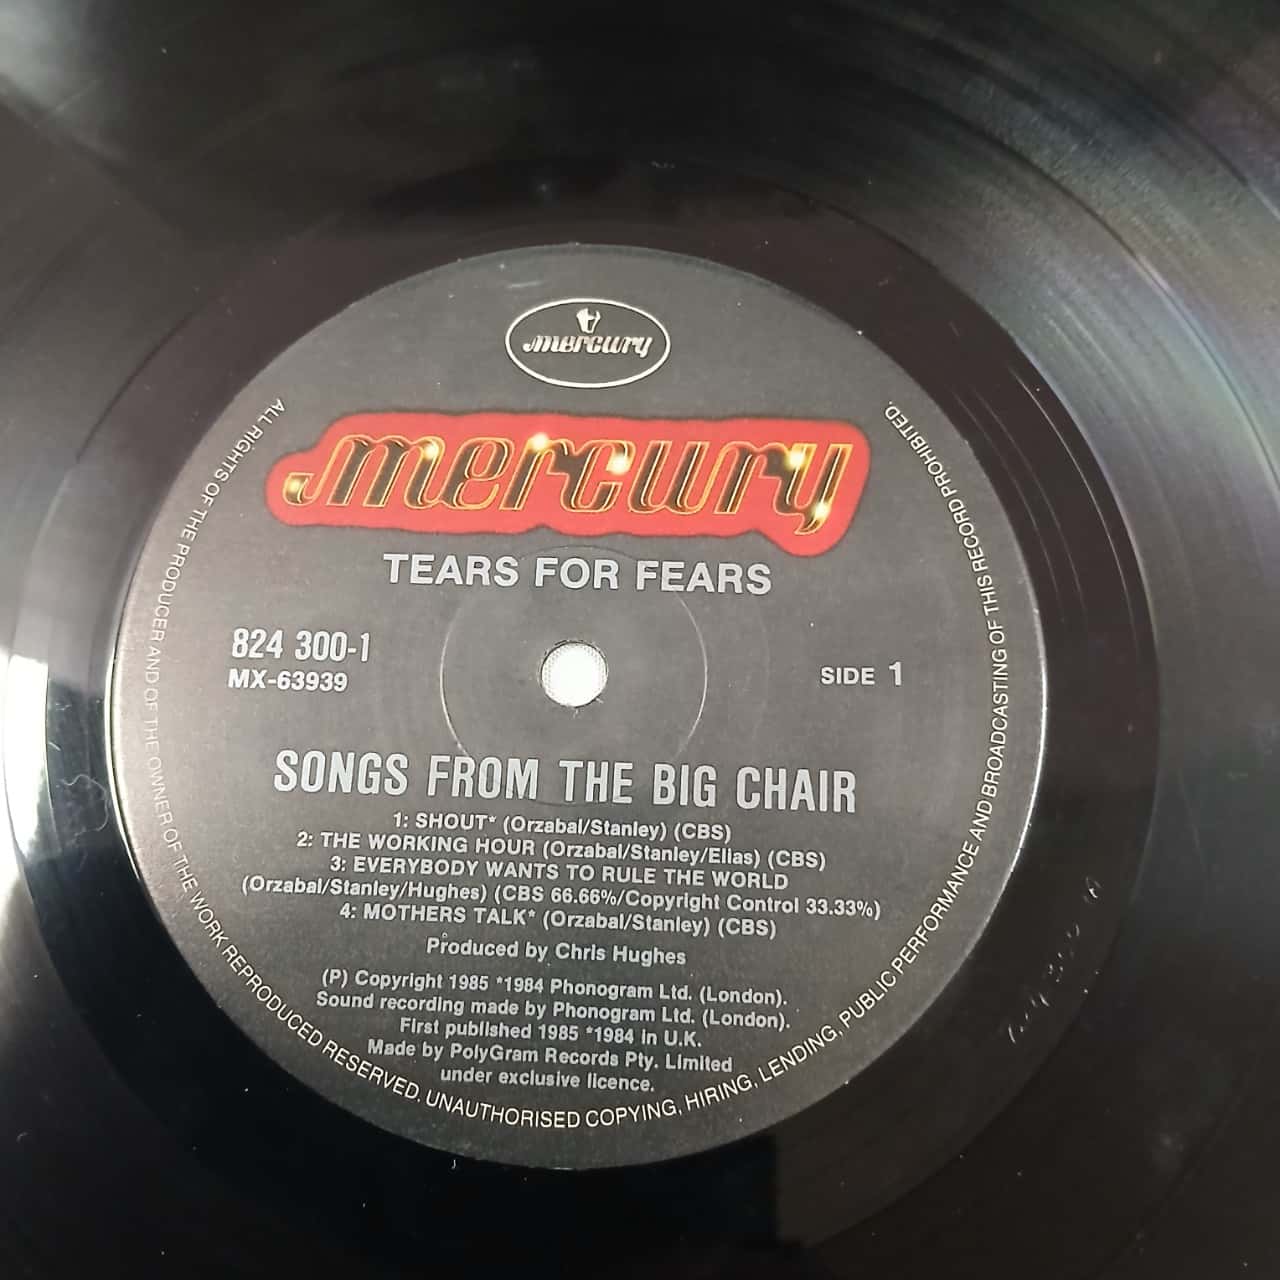 mercury
mercury
TEARS FOR FEARS
824 300-1
MX-63939
SIDE 1
SONGS FROM THE BIG CHAIR
1: SHOUT* (Orzabal/Stanley) (CBS)
2: THE WORKING HOUR (Orzabal/Stanley/Elias) (CBS)
3: EVERYBODY WANTS TO RULE THE WORLD
(Orzabal/Stanley/Hughes) (CBS 66.66%/Copyright Control 33.33%)
4: MOTHERS TALK* (Orzabal/Stanley) (CBS)
Produced by Chris Hughes
(P) Copyright 1985 *1984 Phonogram Ltd. (London).
Sound recording made by Phonogram Ltd. (London).
First published 1985 *1984 in U.K.
Made by PolyGram Records Pty. Limited
under exclusive licence.
ALL RIGHTS OF THE PRODUCER AND OF THE OWNER OF THE WORK REPRODUCED RESERVED. UNAUTHORISED COPYING, HIRING, LENDING, PUBLIC PERFORMANCE AND BROADCASTING OF THIS RECORD PROHIBITED.